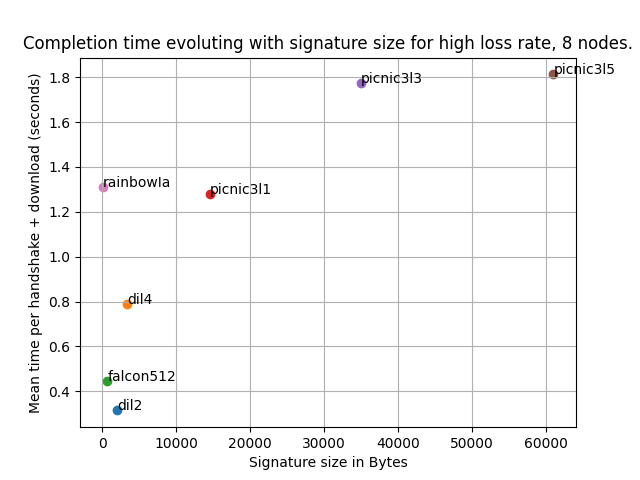 Completion time evoluting with signature size for high loss rate, 8 nodes.
Mean time per handshake + download (seconds)
1.8
1.6
1.4
1.2
1.0
0.8
0.6
0.4
picnic3l5
picnic3l3
rainbowIa
picnic3l1
dil4
falcon512
dil2
0 10000 20000 30000 40000 50000 60000
Signature size in Bytes